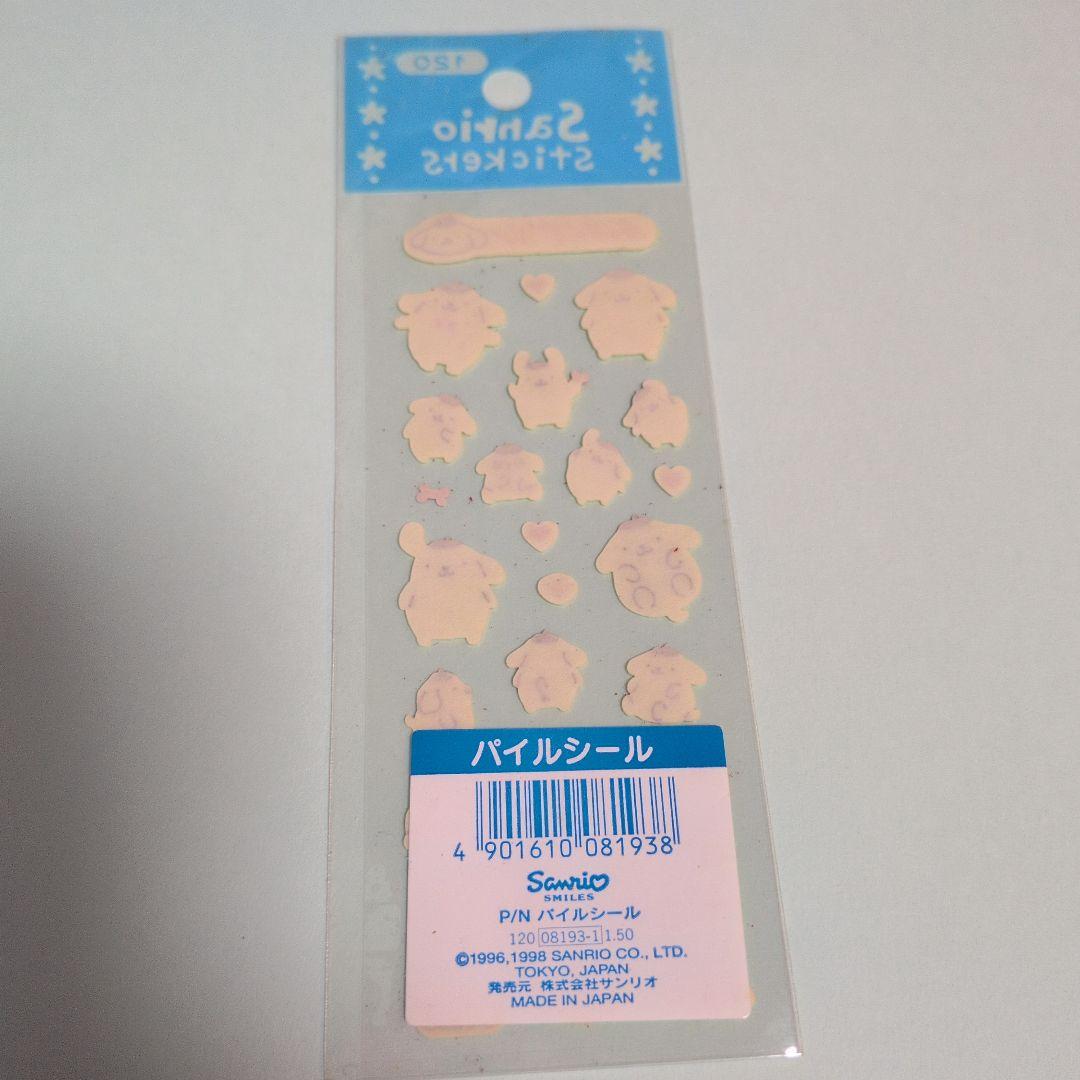 120
Sanrio
Stickers
パイルシール
4 901610 081938
Sanrio
SMILES
P/N パイルシール
120 08193-1 1.50
©1996,1998 SANRIO CO., LTD.
TOKYO, JAPAN
発売元 株式会社サンリオ
MADE IN JAPAN